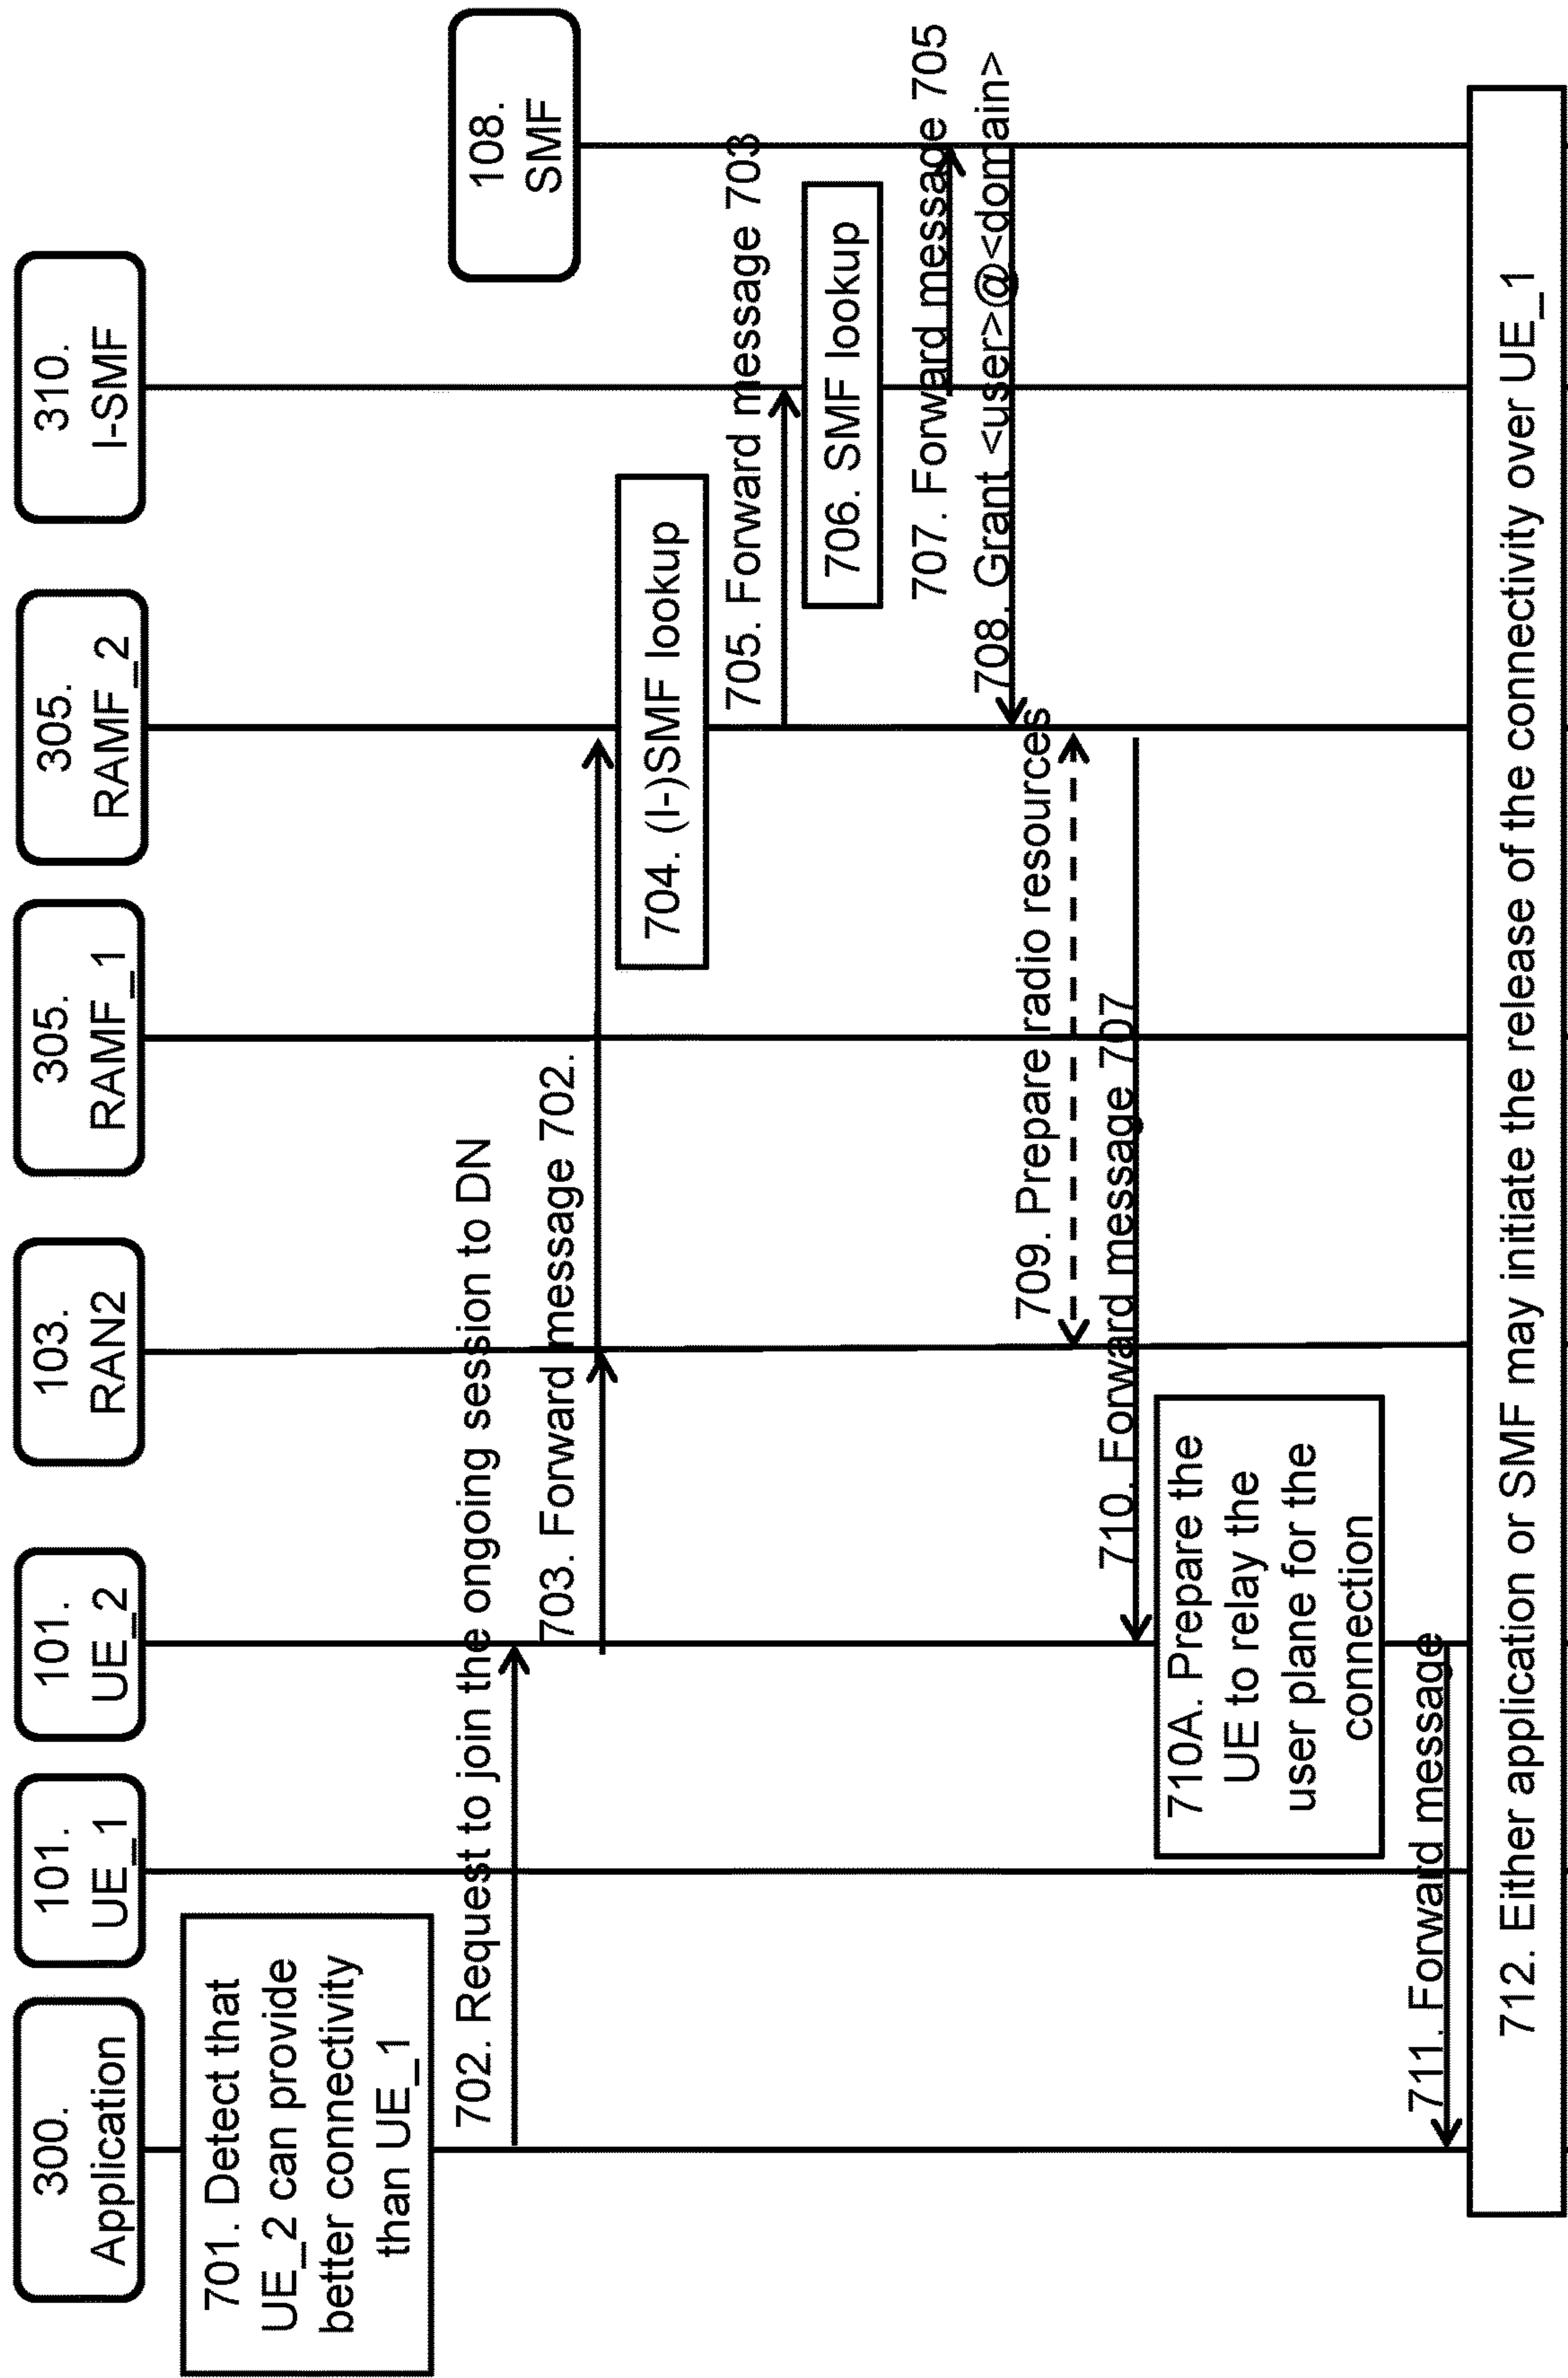 300.
Application
101.
UE_1
101.
UE_2
103.
RAN2
305.
RAMF_1
305.
RAMF_2
310.
I-SMF
108.
SMF
701. Detect that
UE_2 can provide
better connectivity
than UE_1
702. Request to join the ongoing session to DN
703. Forward message 702.
704. (I-)SMF lookup
705. Forward message 703
706. SMF lookup
707. Forward message 705
708. Grant <user>@<domain>
709. Prepare radio resources
710. Forward message 707
710A. Prepare the
UE to relay the
user plane for the
connection
711. Forward message
712. Either application or SMF may initiate the release of the connectivity over UE_1